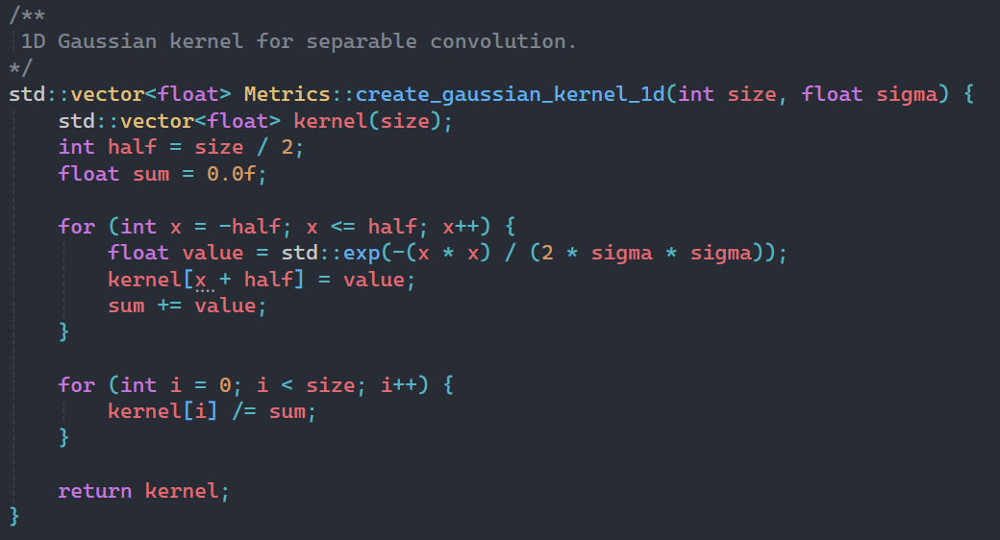 /**
 1D Gaussian kernel for separable convolution.
*/
std::vector<float> Metrics::create_gaussian_kernel_1d(int size, float sigma) {
    std::vector<float> kernel(size);
    int half = size / 2;
    float sum = 0.0f;

    for (int x = -half; x <= half; x++) {
        float value = std::exp(-(x * x) / (2 * sigma * sigma));
        kernel[x + half] = value;
        sum += value;
    }

    for (int i = 0; i < size; i++) {
        kernel[i] /= sum;
    }

    return kernel;
}